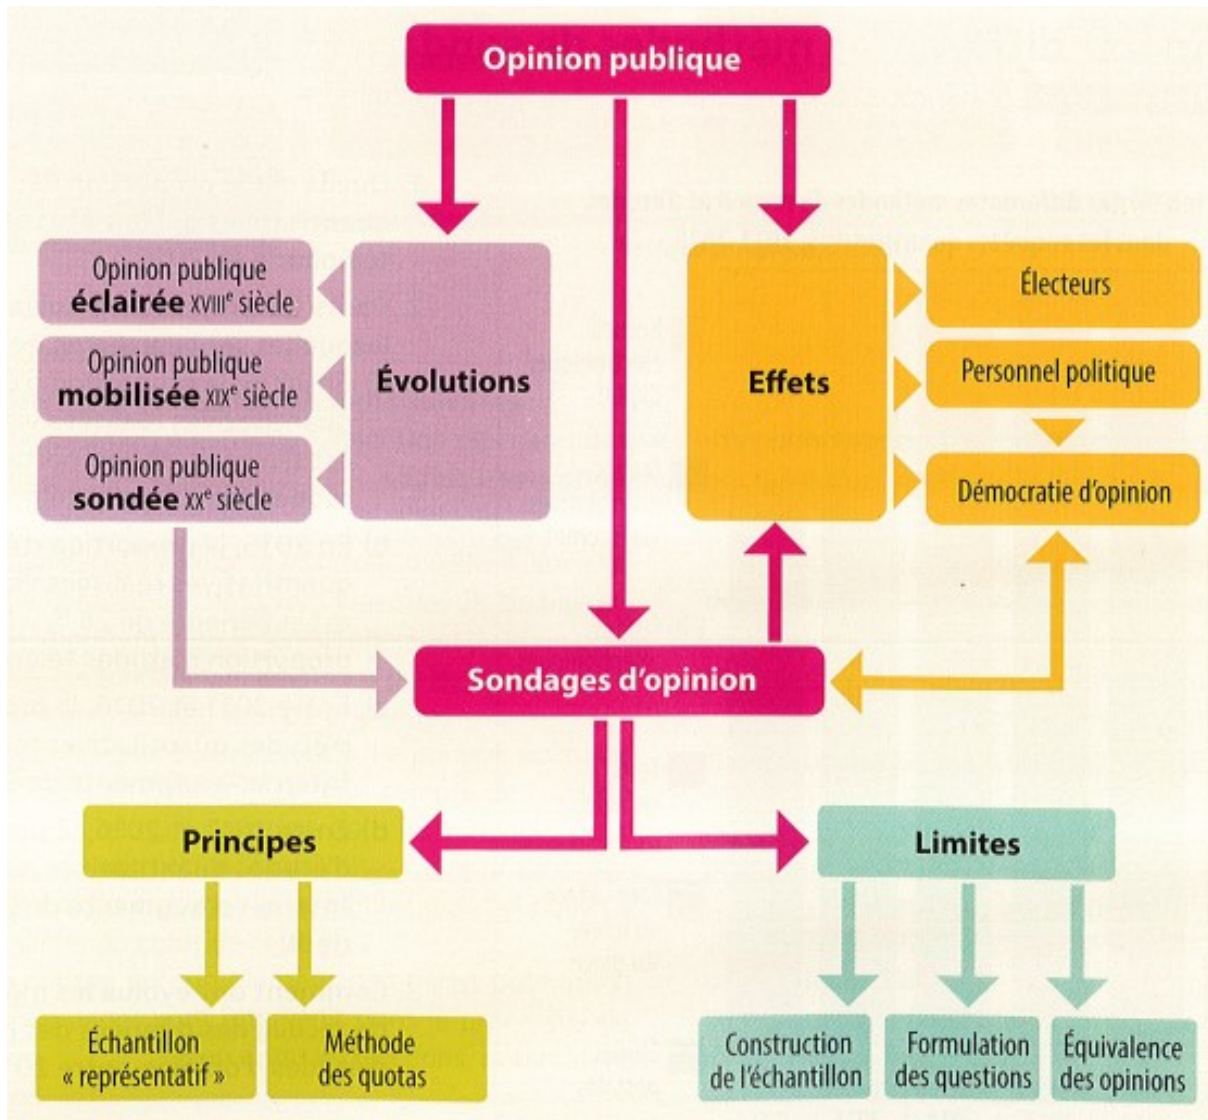 Opinion publique
Opinion publique
éclairée XVIIIe siècle
Opinion publique
mobilisée XIXe siècle
Opinion publique
sondée XXe siècle
Évolutions
Effets
Électeurs
Personnel politique
Démocratie d'opinion
Sondages d'opinion
Principes
Limites
Échantillon
« représentatif »
Méthode
des quotas
Construction
de l'échantillon
Formulation
des questions
Équivalence
des opinions